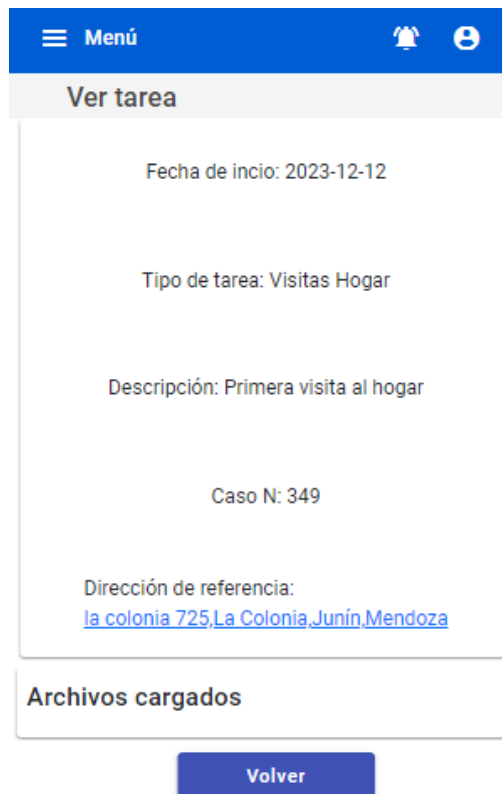 Menú
Ver tarea
Fecha de incio: 2023-12-12
Tipo de tarea: Visitas Hogar
Descripción: Primera visita al hogar
Caso N: 349
Dirección de referencia:
la colonia 725,La Colonia,Junín,Mendoza
Archivos cargados
Volver